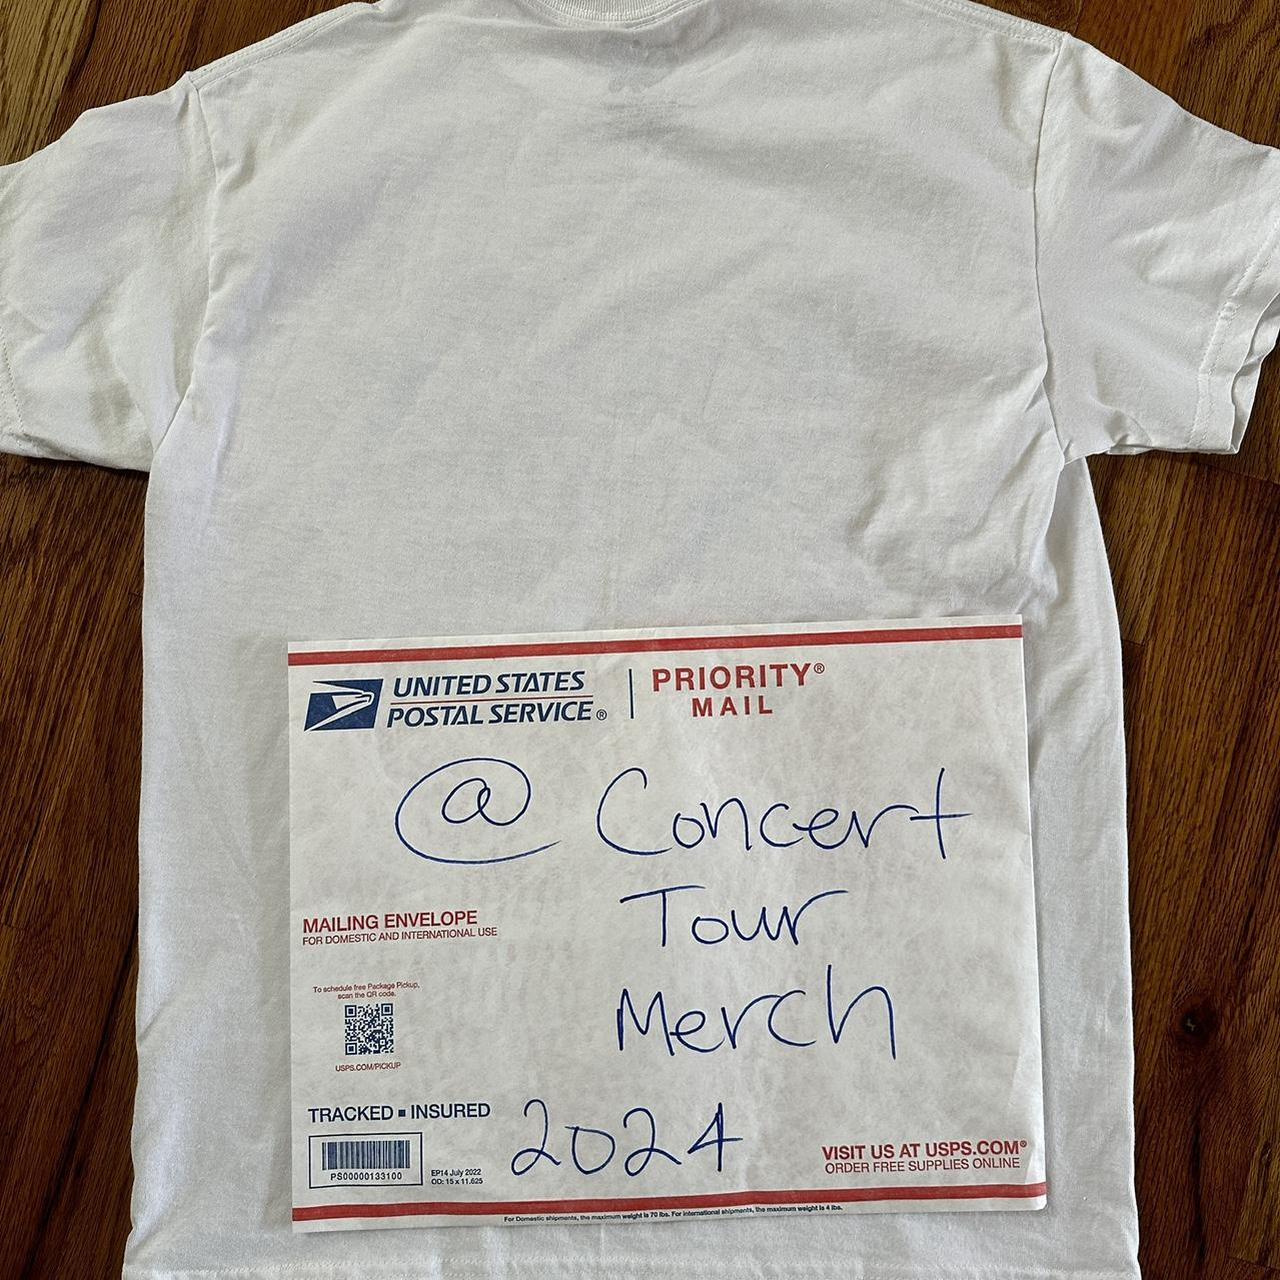 UNITED STATES
POSTAL SERVICE®
PRIORITY®
MAIL
@ Concert
Tour
Merch
2024
MAILING ENVELOPE
FOR DOMESTIC AND INTERNATIONAL USE
To schedule free Package Pickup,
scan the QR code.
USPS.COM/PICKUP
TRACKED ▪ INSURED
PS00000133100
EP14 July 2022
OD: 15 x 11.625
VISIT US AT USPS.COM®
ORDER FREE SUPPLIES ONLINE
For Domestic shipments, the maximum weight is 70 lbs. For international shipments, the maximum weight is 4 lbs.